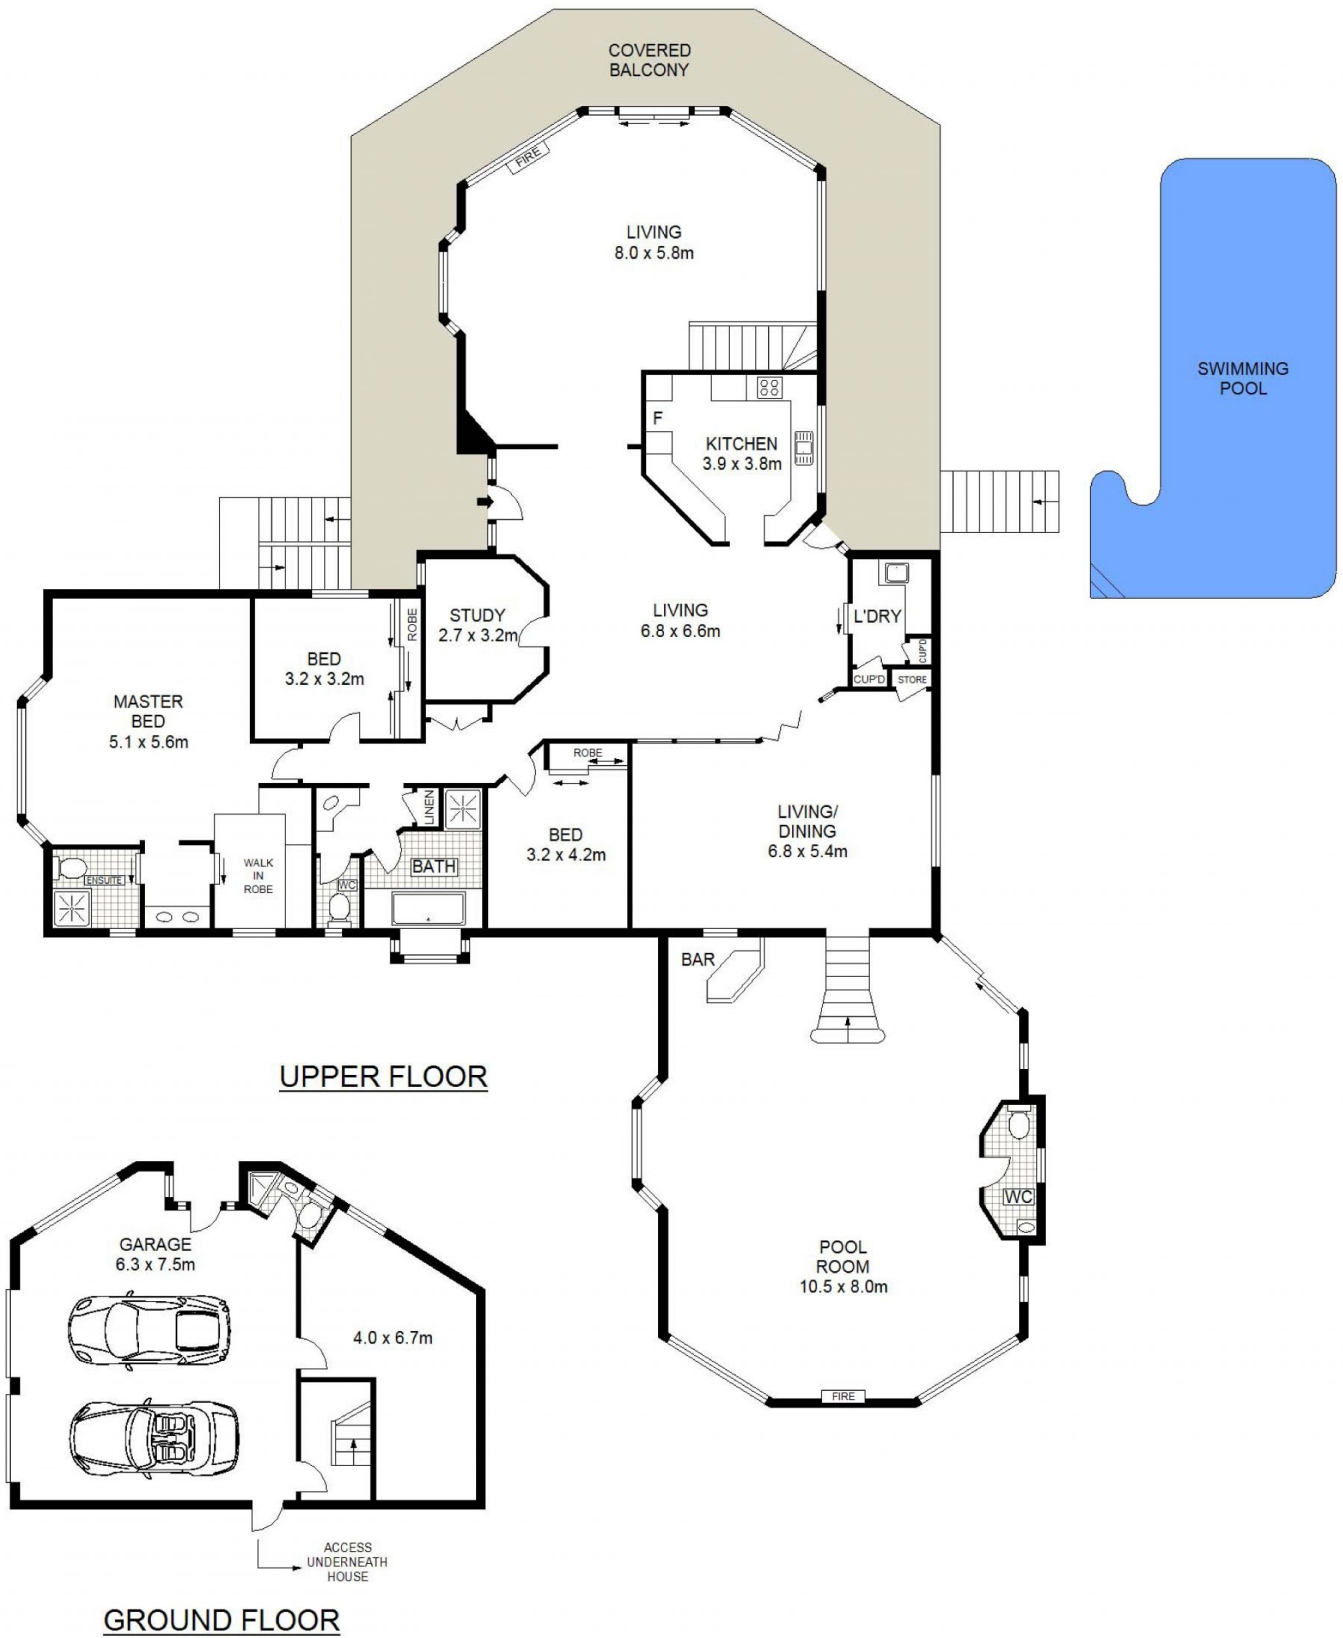 COVERED
BALCONY
FIRE
LIVING
8.0 x 5.8m
SWIMMING
POOL
F
KITCHEN
3.9 x 3.8m
STUDY
2.7 x 3.2m
ROBE
BED
3.2 x 3.2m
LIVING
6.8 x 6.6m
L'DRY
CUP'D
CUP'D
STORE
MASTER
BED
5.1 x 5.6m
ROBE
LINEN
LIVING/
DINING
6.8 x 5.4m
BED
3.2 x 4.2m
WALK
IN
ROBE
BATH
ENSUITE
WC
BAR
UPPER FLOOR
WC
GARAGE
6.3 x 7.5m
POOL
ROOM
10.5 x 8.0m
4.0 x 6.7m
FIRE
ACCESS
UNDERNEATH
HOUSE
GROUND FLOOR